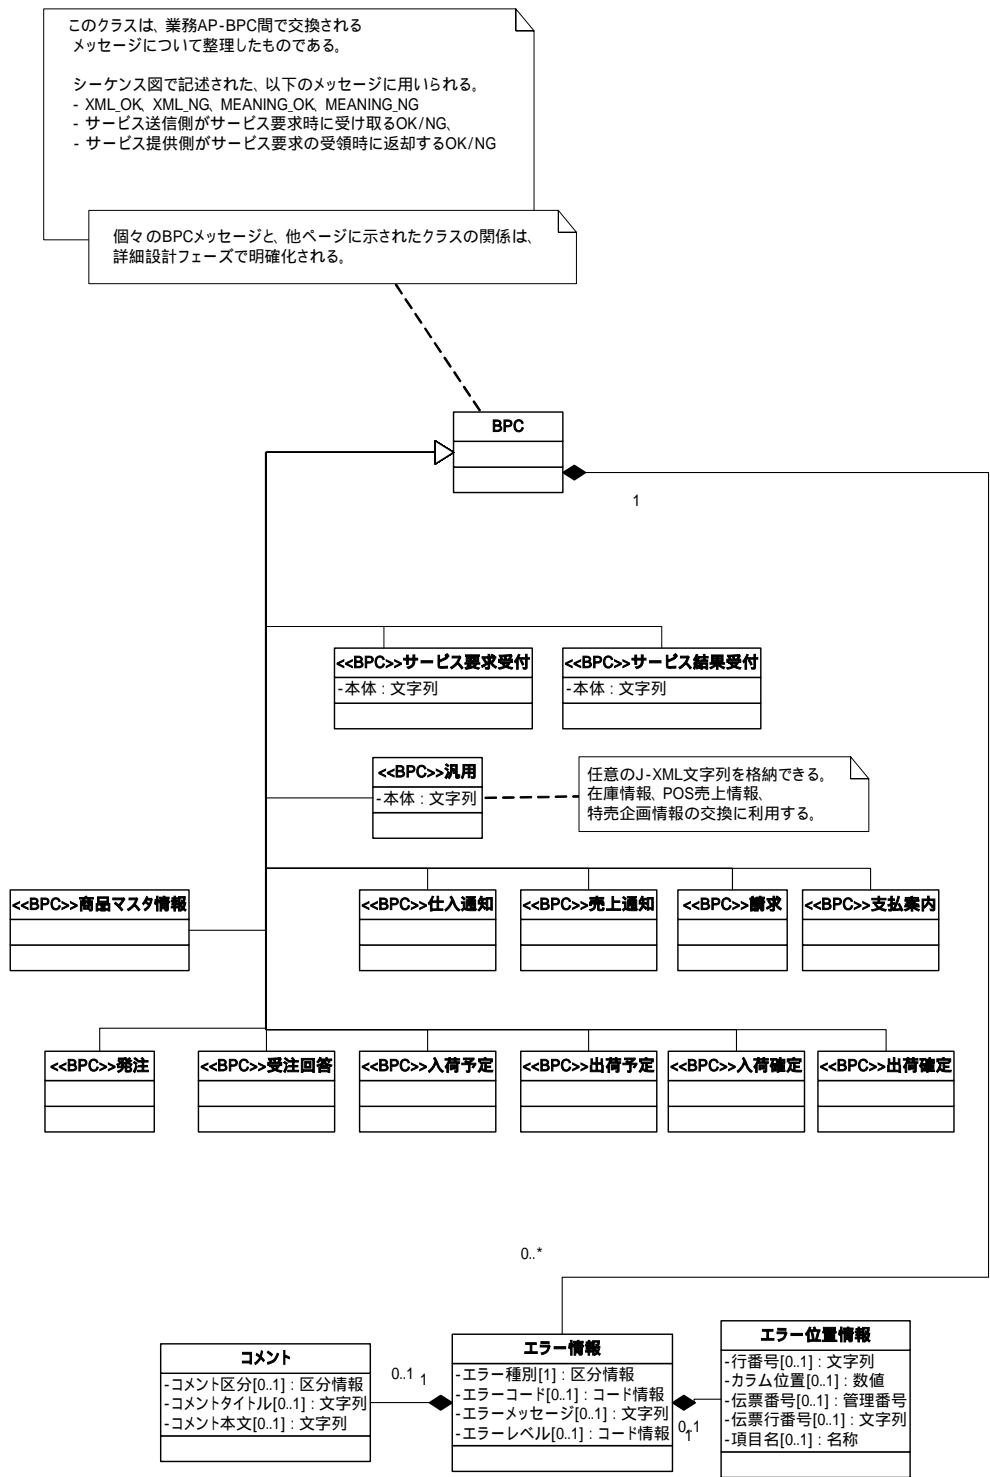 このクラスは、業務AP-BPC間で交換される
メッセージについて整理したものである。
シーケンス図で記述された、以下のメッセージに用いられる。
- XML_OK、XML_NG、MEANING_OK、MEANING_NG
- サービス送信側がサービス要求時に受け取るOK/NG、
- サービス提供側がサービス要求の受領時に返却するOK/NG
個々のBPCメッセージと、他ページに示されたクラスの関係は、
詳細設計フェーズで明確化される。
BPC
1
<<BPC>>サービス要求受付
-本体 : 文字列
<<BPC>>サービス結果受付
-本体 : 文字列
<<BPC>>汎用
-本体 : 文字列
任意のJ-XML文字列を格納できる。
在庫情報、POS売上情報、
特売企画情報の交換に利用する。
<<BPC>>商品マスタ情報
<<BPC>>仕入通知
<<BPC>>売上通知
<<BPC>>請求
<<BPC>>支払案内
<<BPC>>発注
<<BPC>>受注回答
<<BPC>>入荷予定
<<BPC>>出荷予定
<<BPC>>入荷確定
<<BPC>>出荷確定
0..*
コメント
-コメント区分[0..1] : 区分情報
-コメントタイトル[0..1] : 文字列
-コメント本文[0..1] : 文字列
0..1
1
エラー情報
-エラー種別[1] : 区分情報
-エラーコード[0..1] : コード情報
-エラーメッセージ[0..1] : 文字列
-エラーレベル[0..1] : コード情報
0..1
1
エラー位置情報
-行番号[0..1] : 文字列
-カラム位置[0..1] : 数値
-伝票番号[0..1] : 管理番号
-伝票行番号[0..1] : 文字列
-項目名[0..1] : 名称